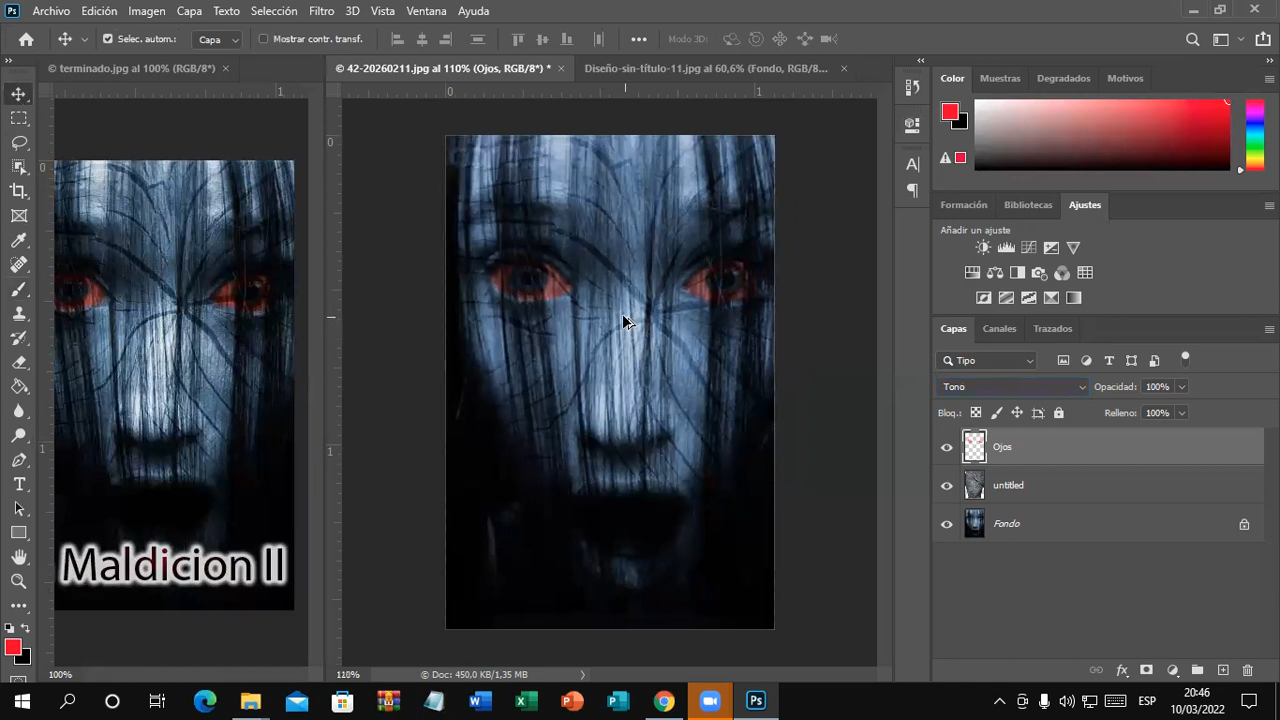 Ps Archivo Edición Imagen Capa Texto Selección Filtro 3D Vista Ventana Ayuda
Selec. autom.: Capa Mostrar contr. transf. Modo 3D:
© terminado.jpg al 100% (RGB/8*) ×
© 42-20260211.jpg al 110% (Ojos, RGB/8*) * ×
Diseño-sin-título-11.jpg al 60,6% (Fondo, RGB/8... ×
Color Muestras Degradados Motivos
Formación Bibliotecas Ajustes
Añadir un ajuste
Capas Canales Trazados
Tipo
Tono Opacidad: 100%
Bloq.: Relleno: 100%
Ojos
untitled
Fondo
Maldicion II
100%
110% © Doc: 450,0 KB/1,35 MB
ESP
20:46
10/03/2022